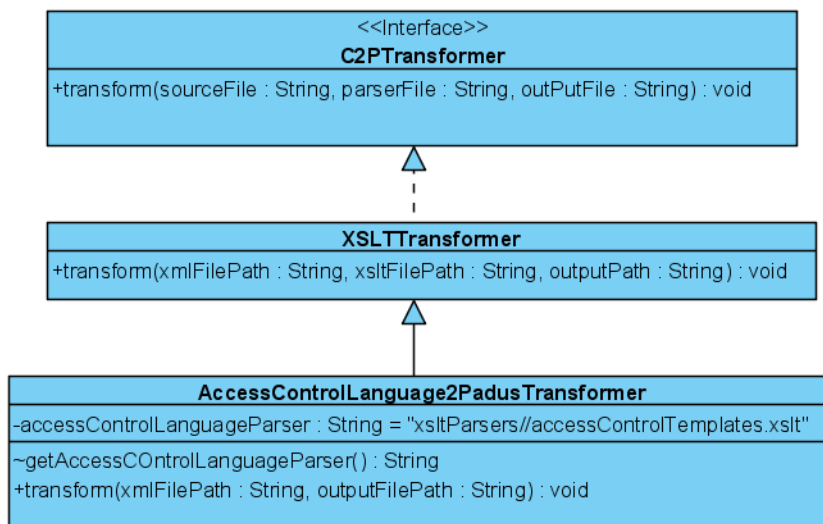 <<Interface>>
C2PTransformer
+transform(sourceFile : String, parserFile : String, outPutFile : String) : void
XSLTTransformer
+transform(xmlFilePath : String, xsltFilePath : String, outputPath : String) : void
AccessControlLanguage2PadusTransformer
-accessControlLanguageParser : String = "xsltParsers//accessControlTemplates.xslt"
~getAccessCOntrolLanguageParser() : String
+transform(xmlFilePath : String, outputFilePath : String) : void